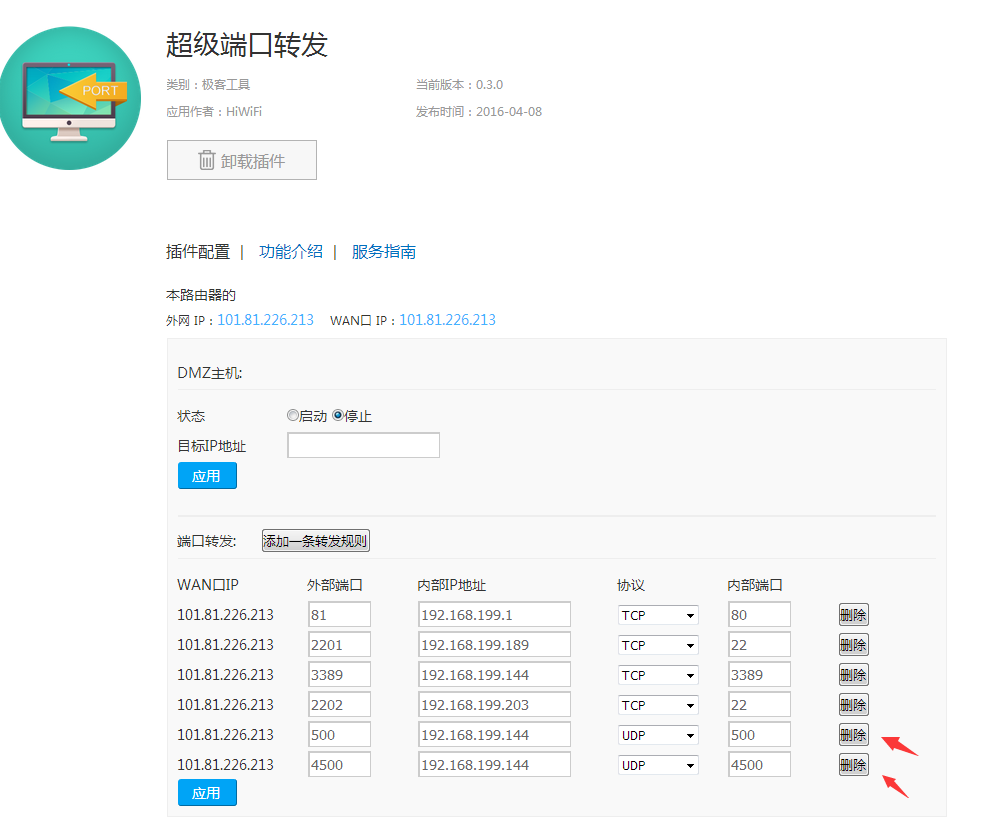 PORT
超级端口转发
类别：极客工具 当前版本：0.3.0
应用作者：HiWiFi 发布时间：2016-04-08
卸载插件
插件配置 | 功能介绍 | 服务指南
本路由器的
外网 IP：101.81.226.213 WAN口 IP：101.81.226.213
DMZ主机:
状态 启动 停止
目标IP地址
应用
端口转发: 添加一条转发规则
WAN口IP 外部端口 内部IP地址 协议 内部端口
101.81.226.213 81 192.168.199.1 TCP 80 删除
101.81.226.213 2201 192.168.199.189 TCP 22 删除
101.81.226.213 3389 192.168.199.144 TCP 3389 删除
101.81.226.213 2202 192.168.199.203 TCP 22 删除
101.81.226.213 500 192.168.199.144 UDP 500 删除
101.81.226.213 4500 192.168.199.144 UDP 4500 删除
应用